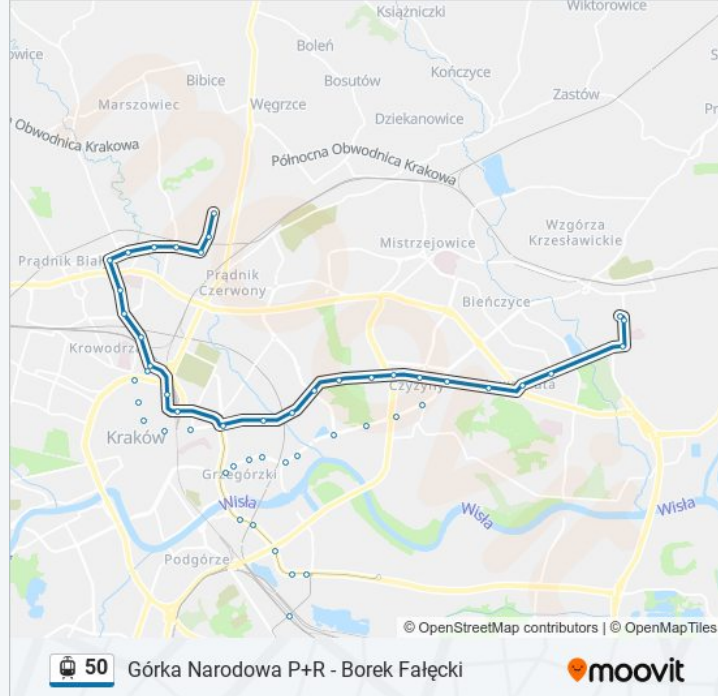 Książniczki
Wiktorowice
owice
Boleń
Kończyce
Bibice
Bosutów
Zastów
Marszowiec
Węgrzce
Dziekanowice
Pr
Obwodnica Krakowa
Północna Obwodnica Krakowa
Wzgórza
Krzesławickie
Mistrzejowice
Prądnik Biał
Prądnik
Czerwony
Bieńczyce
Krowodrz
Czyżyny
uta
Kraków
Grzegórzki
Wisła
Wisła
Wisła
Podgórze
© OpenStreetMap contributors | © OpenMapTiles
50 Górka Narodowa P+R - Borek Fałęcki
moovit